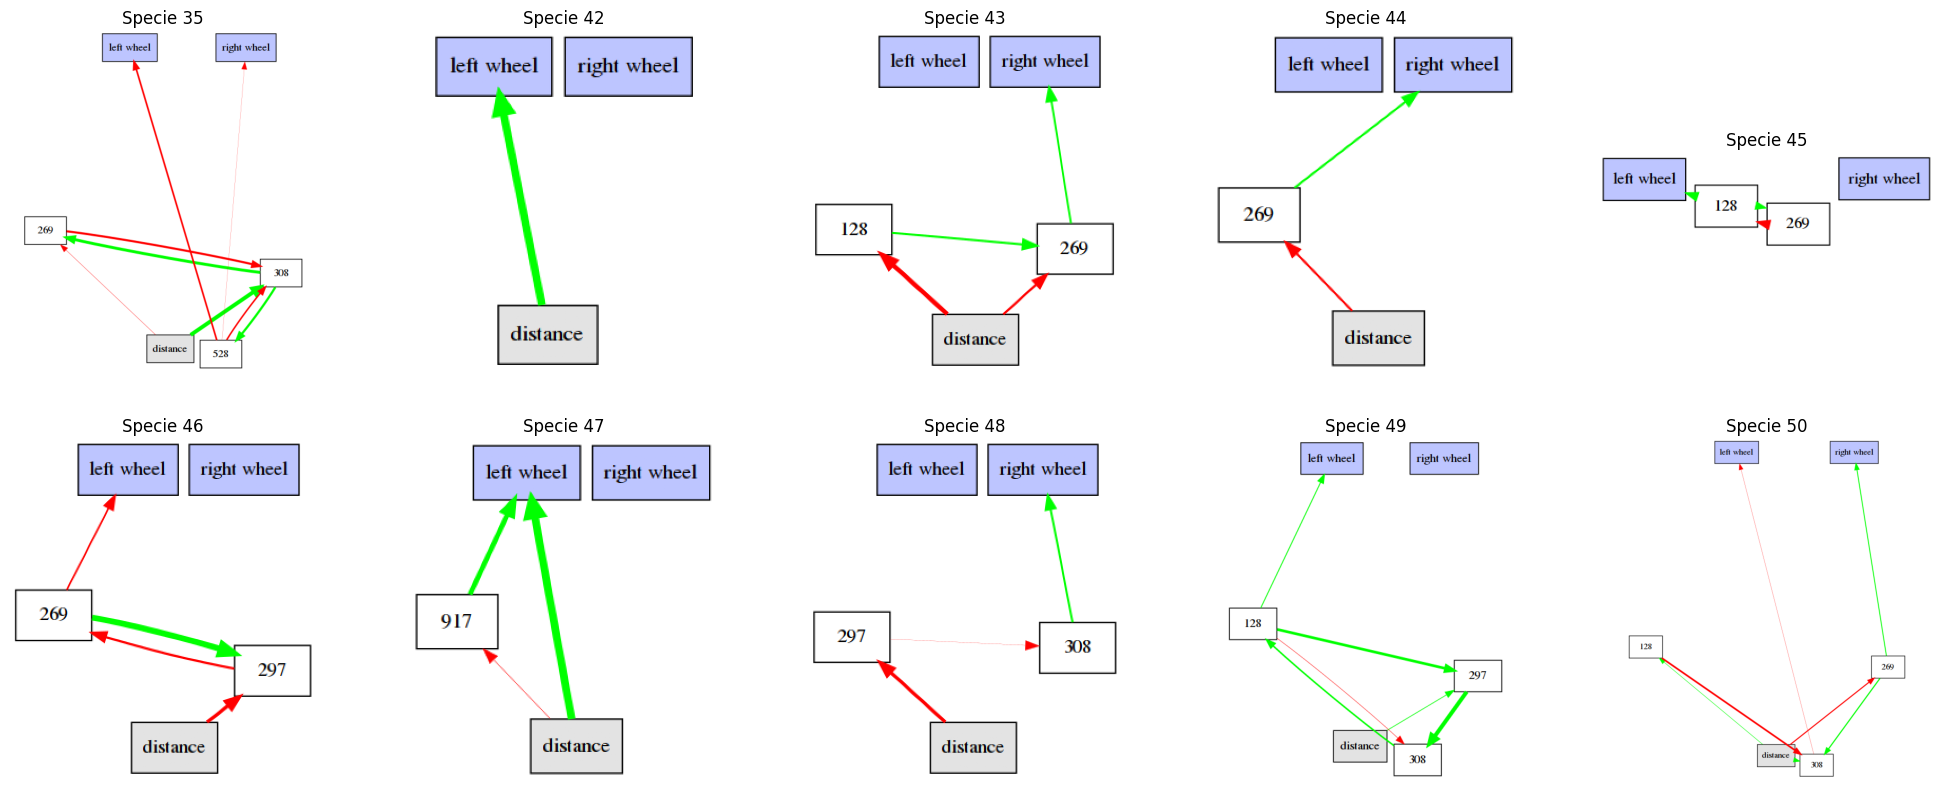 Specie 35
left wheel
right wheel
269
308
distance
528
Specie 42
left wheel
right wheel
distance
Specie 43
left wheel
right wheel
128
269
distance
Specie 44
left wheel
right wheel
269
distance
Specie 45
left wheel
right wheel
128
269
Specie 46
left wheel
right wheel
269
297
distance
Specie 47
left wheel
right wheel
917
distance
Specie 48
left wheel
right wheel
297
308
distance
Specie 49
left wheel
right wheel
128
297
distance
308
Specie 50
left wheel
right wheel
128
269
distance
308